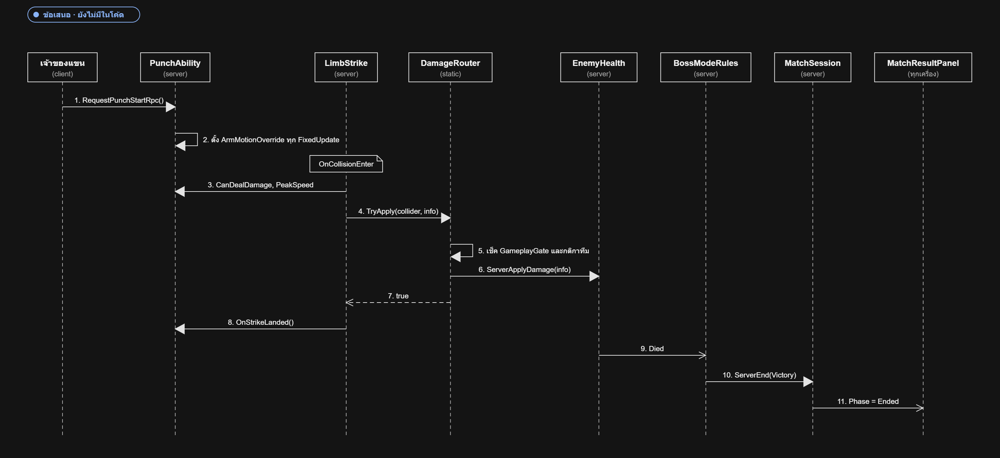 ข้อเสนอ · ยังไม่มีในโค้ด
เจ้าของแขน
(client)
PunchAbility
(server)
LimbStrike
(server)
DamageRouter
(static)
EnemyHealth
(server)
BossModeRules
(server)
MatchSession
(server)
MatchResultPanel
(ทุกเครื่อง)
1. RequestPunchStartRpc()
2. ตั้ง ArmMotionOverride ทุก FixedUpdate
OnCollisionEnter
3. CanDealDamage, PeakSpeed
4. TryApply(collider, info)
5. เช็ค GameplayGate และกติกาทีม
6. ServerApplyDamage(info)
7. true
8. OnStrikeLanded()
9. Died
10. ServerEnd(Victory)
11. Phase = Ended